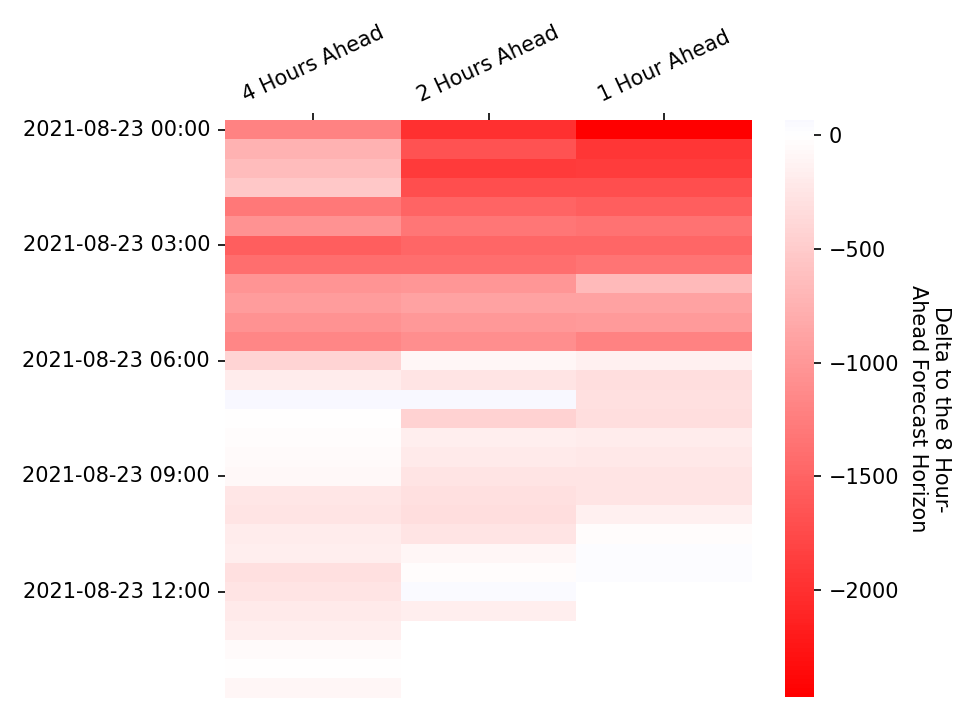 4 Hours Ahead
2 Hours Ahead
1 Hour Ahead
2021-08-23 00:00
2021-08-23 03:00
2021-08-23 06:00
2021-08-23 09:00
2021-08-23 12:00
0
−500
−1000
−1500
−2000
Delta to the 8 Hour-
Ahead Forecast Horizon